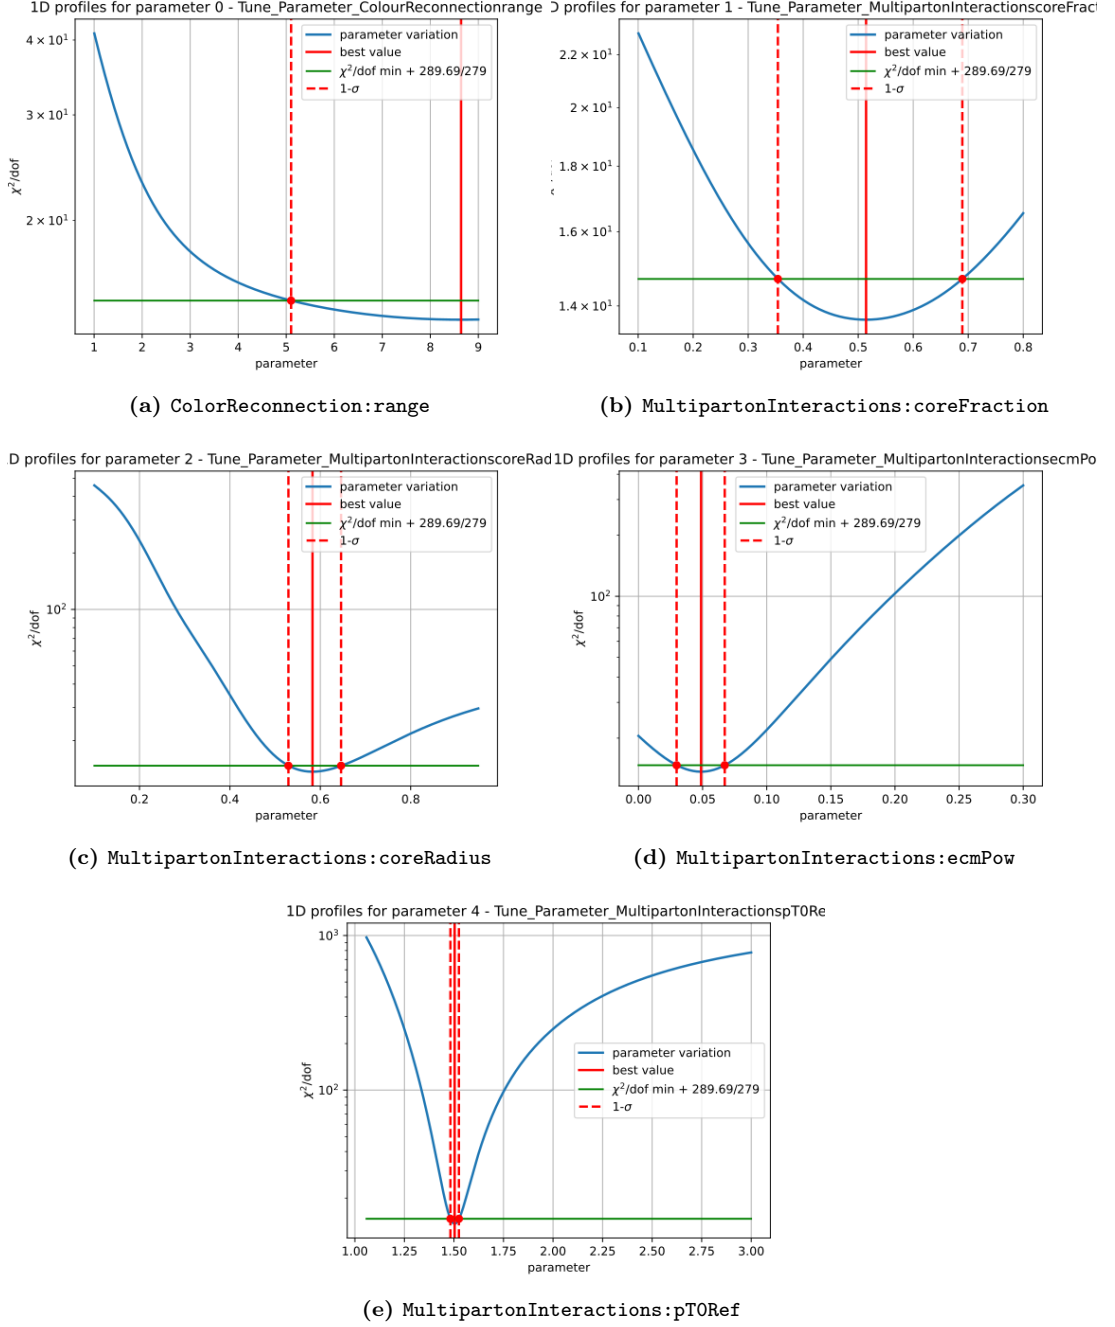 1D profiles for parameter 0 - Tune_Parameter_ColourReconnectionrange
4 × 10¹
3 × 10¹
2 × 10¹
χ²/dof
parameter variation
best value
χ²/dof min + 289.69/279
1-σ
1 2 3 4 5 6 7 8 9
parameter
(a) ColorReconnection:range
D profiles for parameter 1 - Tune_Parameter_MultipartonInteractionscoreFract
2.2 × 10¹
2 × 10¹
1.8 × 10¹
1.6 × 10¹
1.4 × 10¹
parameter variation
best value
χ²/dof min + 289.69/279
1-σ
0.1 0.2 0.3 0.4 0.5 0.6 0.7 0.8
parameter
(b) MultipartonInteractions:coreFraction
.D profiles for parameter 2 - Tune_Parameter_MultipartonInteractionscoreRad
10²
χ²/dof
parameter variation
best value
χ²/dof min + 289.69/279
1-σ
0.2 0.4 0.6 0.8
parameter
(c) MultipartonInteractions:coreRadius
1D profiles for parameter 3 - Tune_Parameter_MultipartonInteractionsecmPo
10²
χ²/dof
parameter variation
best value
χ²/dof min + 289.69/279
1-σ
0.00 0.05 0.10 0.15 0.20 0.25 0.30
parameter
(d) MultipartonInteractions:ecmPow
1D profiles for parameter 4 - Tune_Parameter_MultipartonInteractionspT0Re
10³
10²
χ²/dof
parameter variation
best value
χ²/dof min + 289.69/279
1-σ
1.00 1.25 1.50 1.75 2.00 2.25 2.50 2.75 3.00
parameter
(e) MultipartonInteractions:pT0Ref